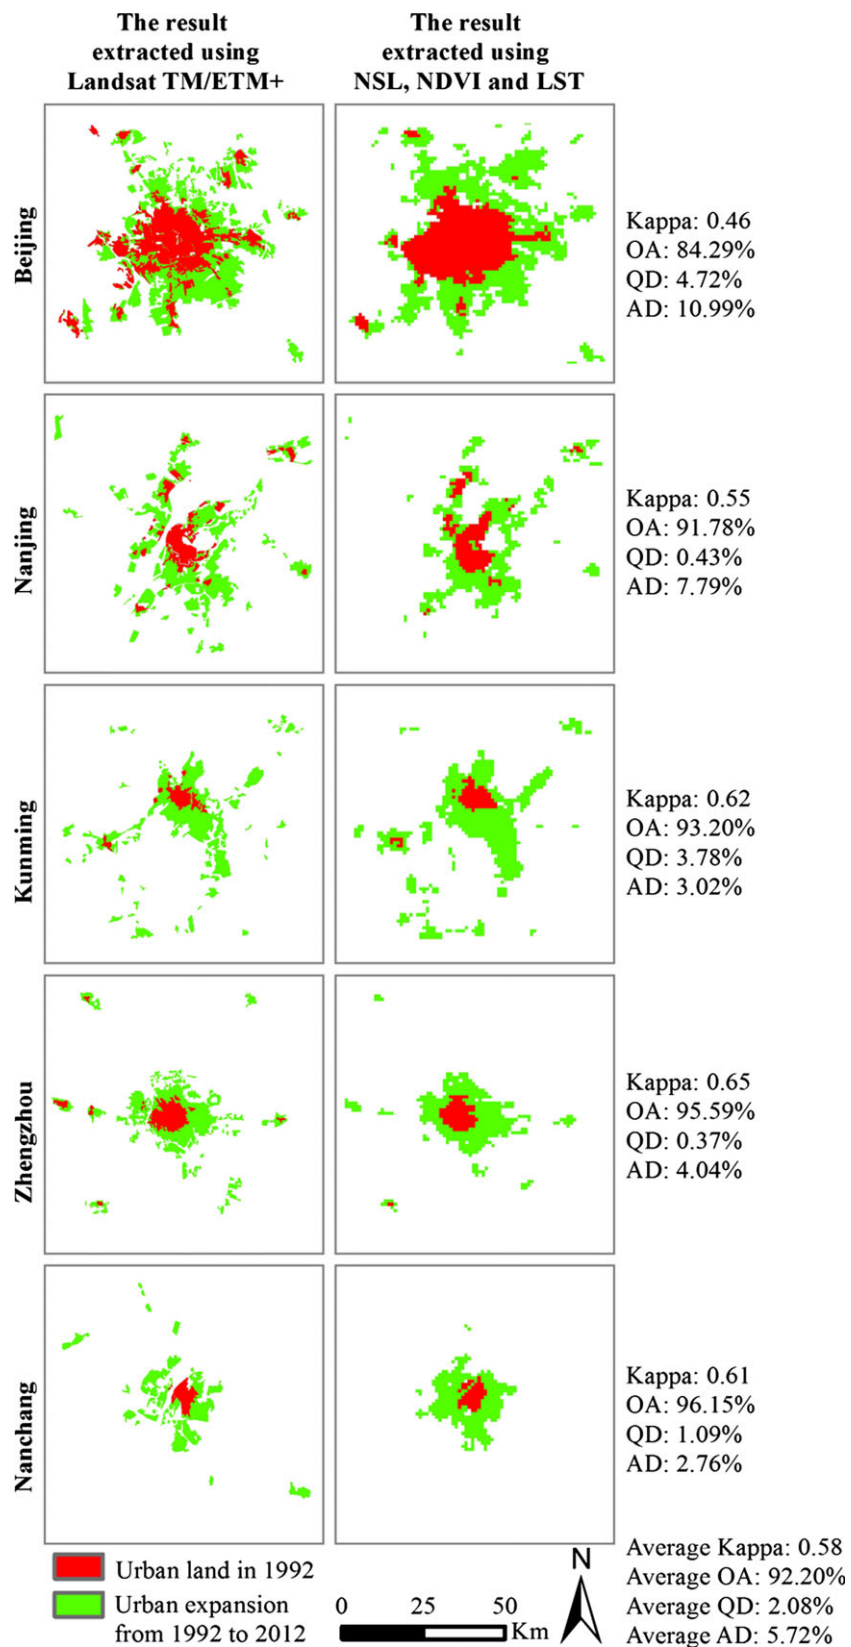 The result
extracted using
Landsat TM/ETM+
The result
extracted using
NSL, NDVI and LST
Beijing
Kappa: 0.46
OA: 84.29%
QD: 4.72%
AD: 10.99%
Nanjing
Kappa: 0.55
OA: 91.78%
QD: 0.43%
AD: 7.79%
Kunming
Kappa: 0.62
OA: 93.20%
QD: 3.78%
AD: 3.02%
Zhengzhou
Kappa: 0.65
OA: 95.59%
QD: 0.37%
AD: 4.04%
Nanchang
Kappa: 0.61
OA: 96.15%
QD: 1.09%
AD: 2.76%
Urban land in 1992
Urban expansion
from 1992 to 2012
0 25 50
Km
N
Average Kappa: 0.58
Average OA: 92.20%
Average QD: 2.08%
Average AD: 5.72%